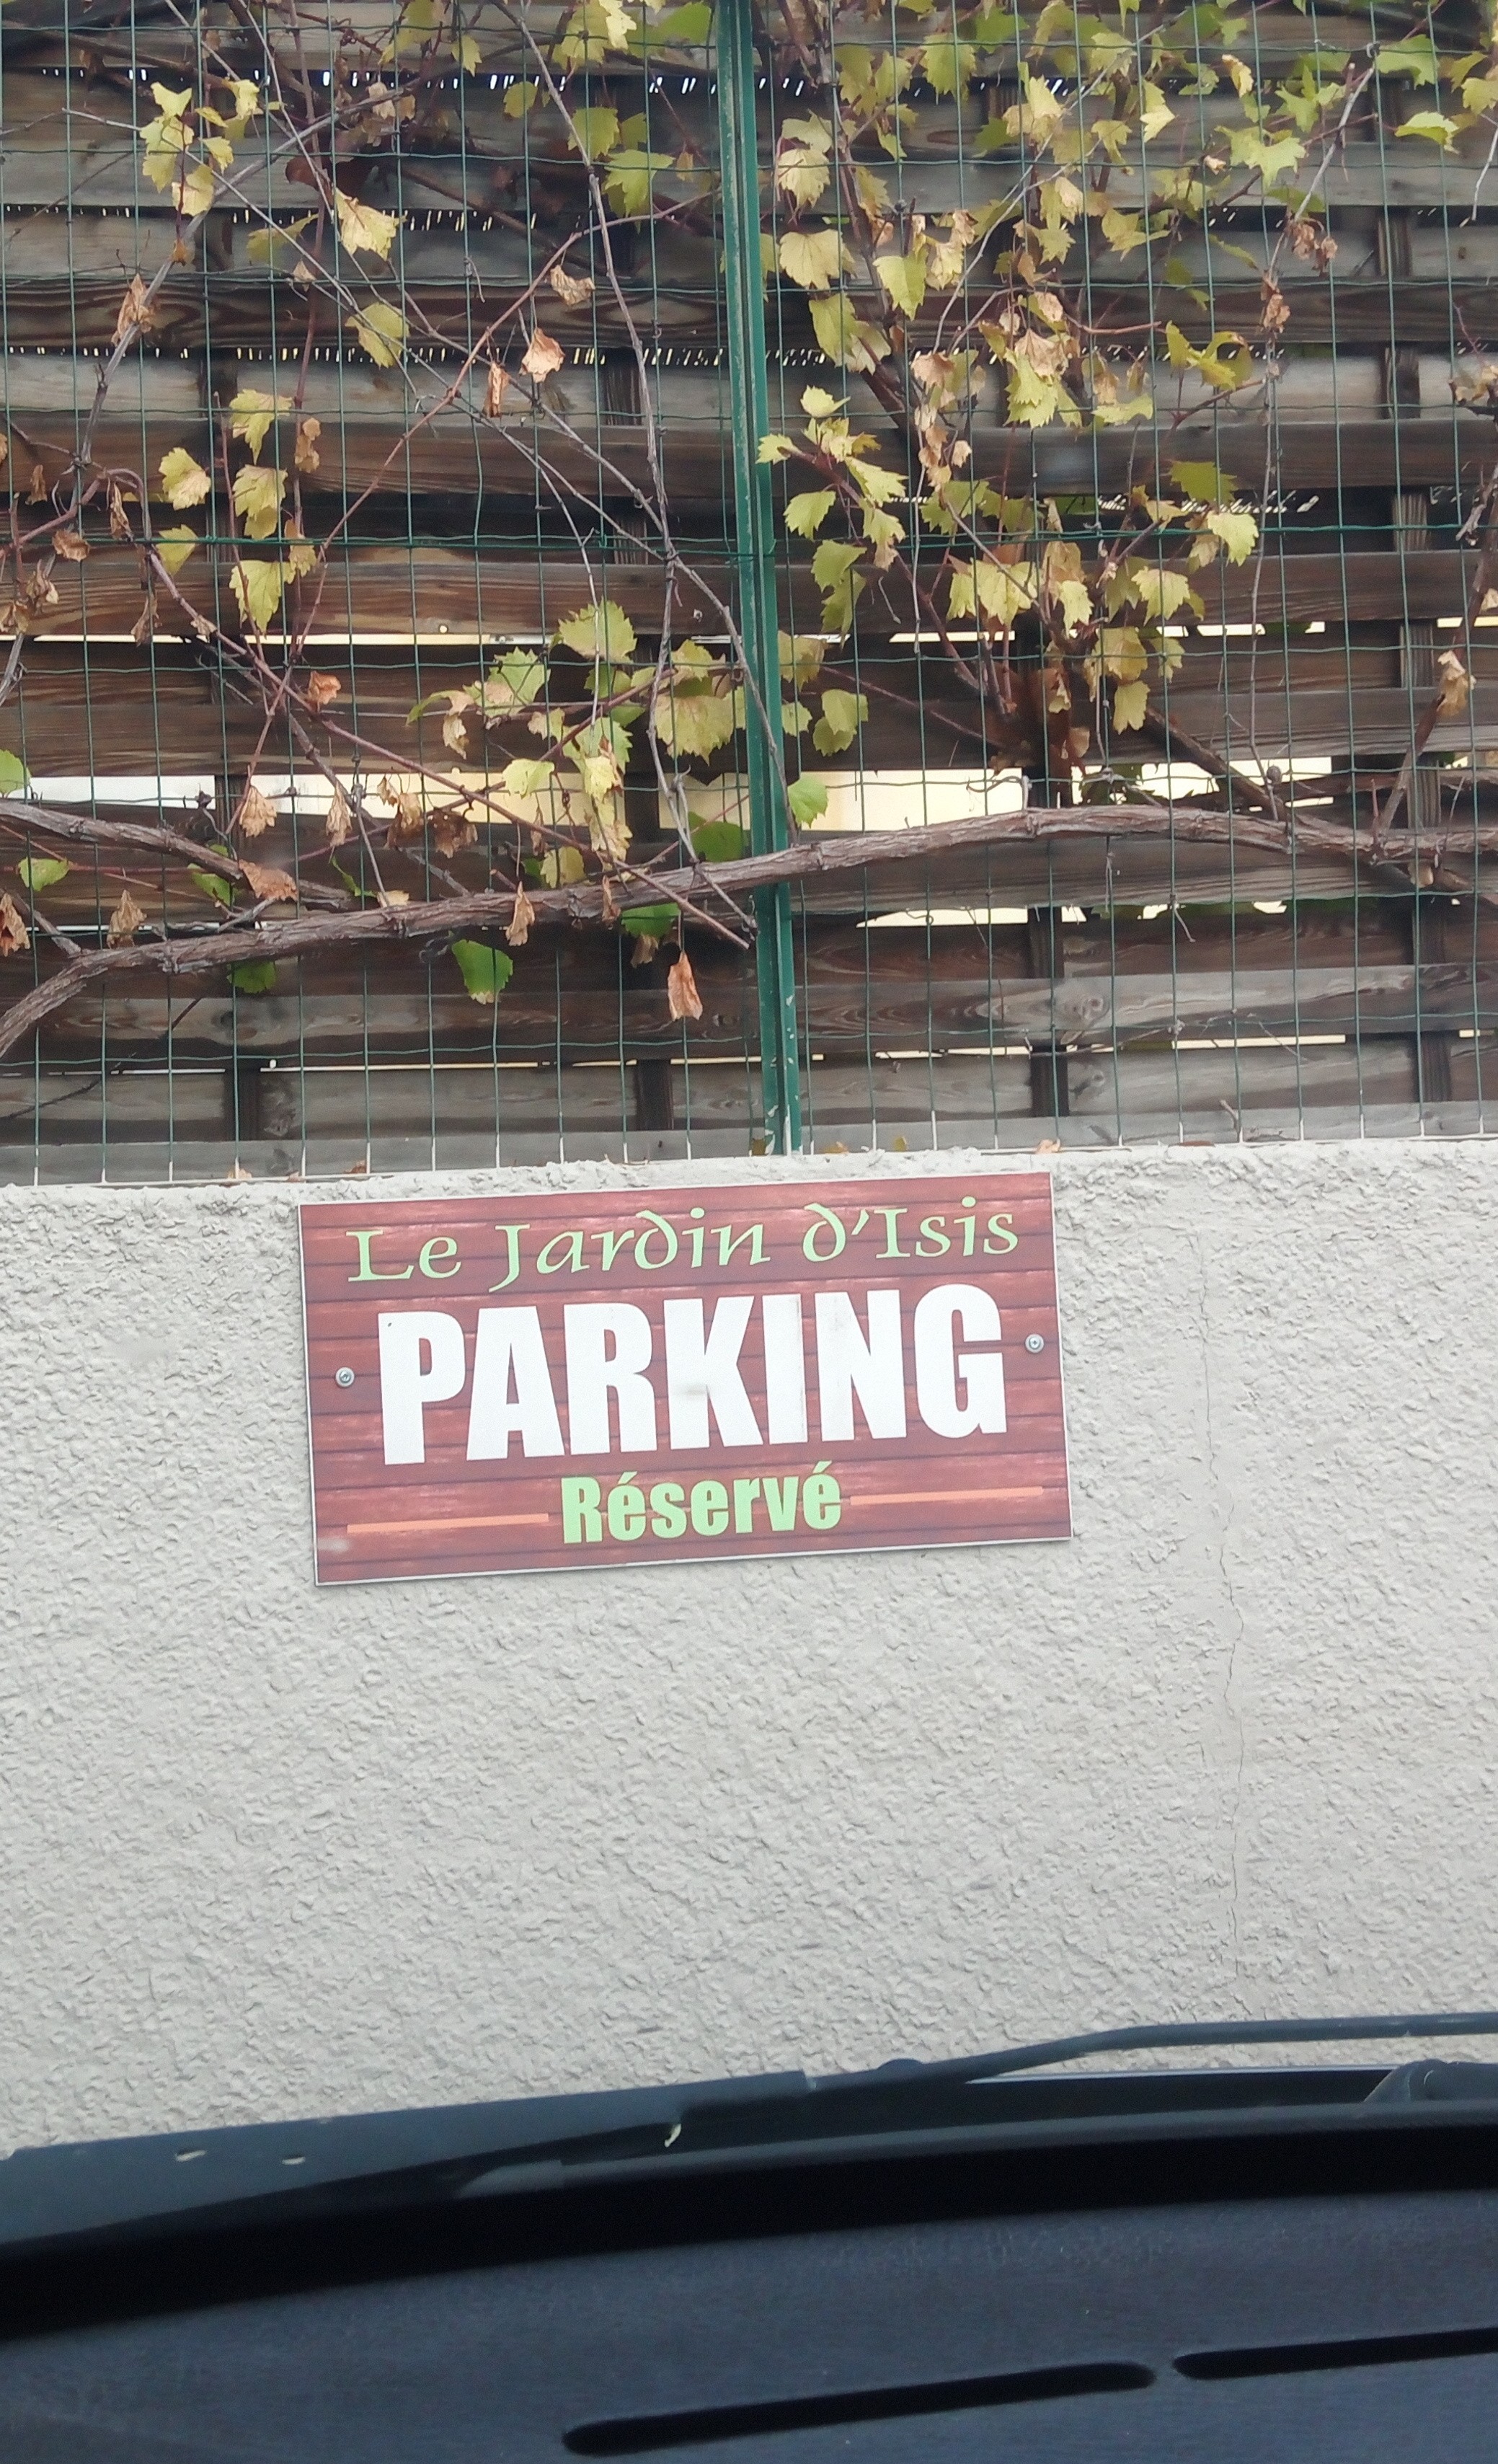 Le Jardin d'Isis
PARKING
Réservé